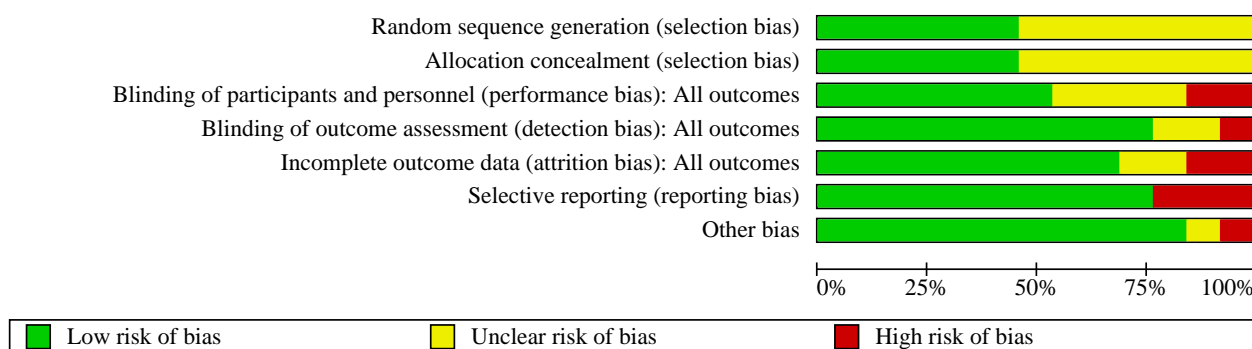 Random sequence generation (selection bias)
Allocation concealment (selection bias)
Blinding of participants and personnel (performance bias): All outcomes
Blinding of outcome assessment (detection bias): All outcomes
Incomplete outcome data (attrition bias): All outcomes
Selective reporting (reporting bias)
Other bias
0% 25% 50% 75% 100%
Low risk of bias Unclear risk of bias High risk of bias